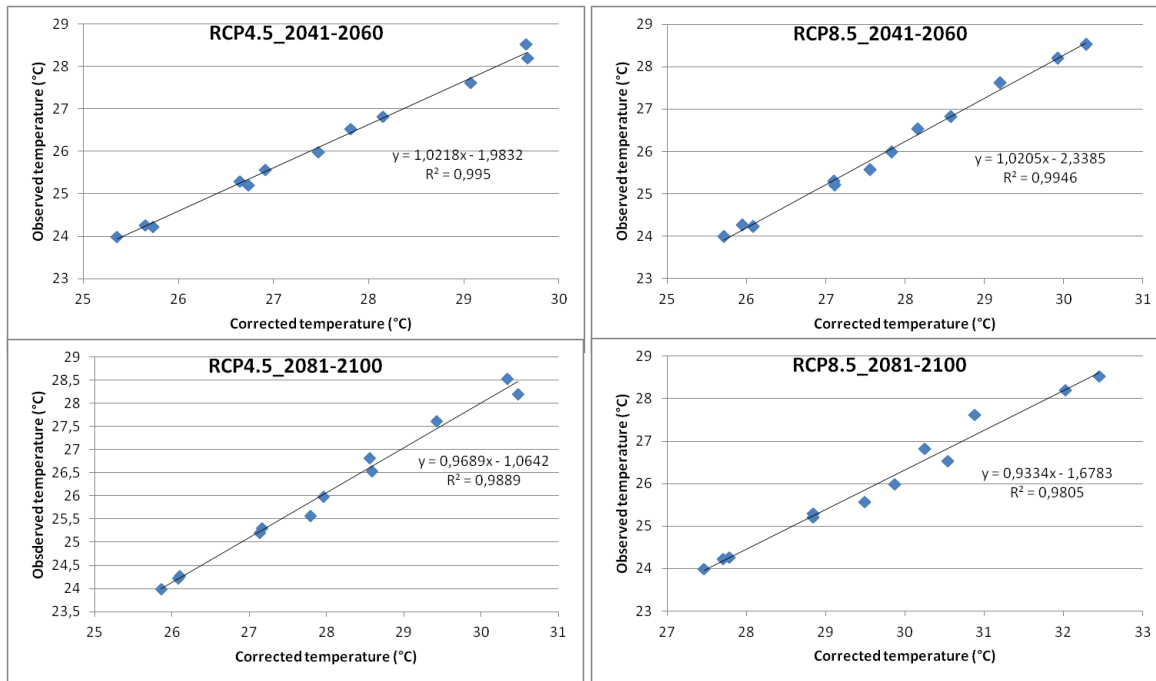 RCP4.5_2041-2060
Observed temperature (°C)
29
28
27
26
25
24
23
y = 1,0218x - 1,9832
R² = 0,995
25 26 27 28 29 30
Corrected temperature (°C)
RCP8.5_2041-2060
Observed temperature (°C)
29
28
27
26
25
24
23
y = 1,0205x - 2,3385
R² = 0,9946
25 26 27 28 29 30 31
Corrected temperature (°C)
RCP4.5_2081-2100
Obsderved temperature (°C)
29
28,5
28
27,5
27
26,5
26
25,5
25
24,5
24
23,5
y = 0,9689x - 1,0642
R² = 0,9889
25 26 27 28 29 30 31
Corrected temperature (°C)
RCP8.5_2081-2100
Observed temperature (°C)
29
28
27
26
25
24
23
y = 0,9334x - 1,6783
R² = 0,9805
27 28 29 30 31 32 33
Corrected temperature (°C)